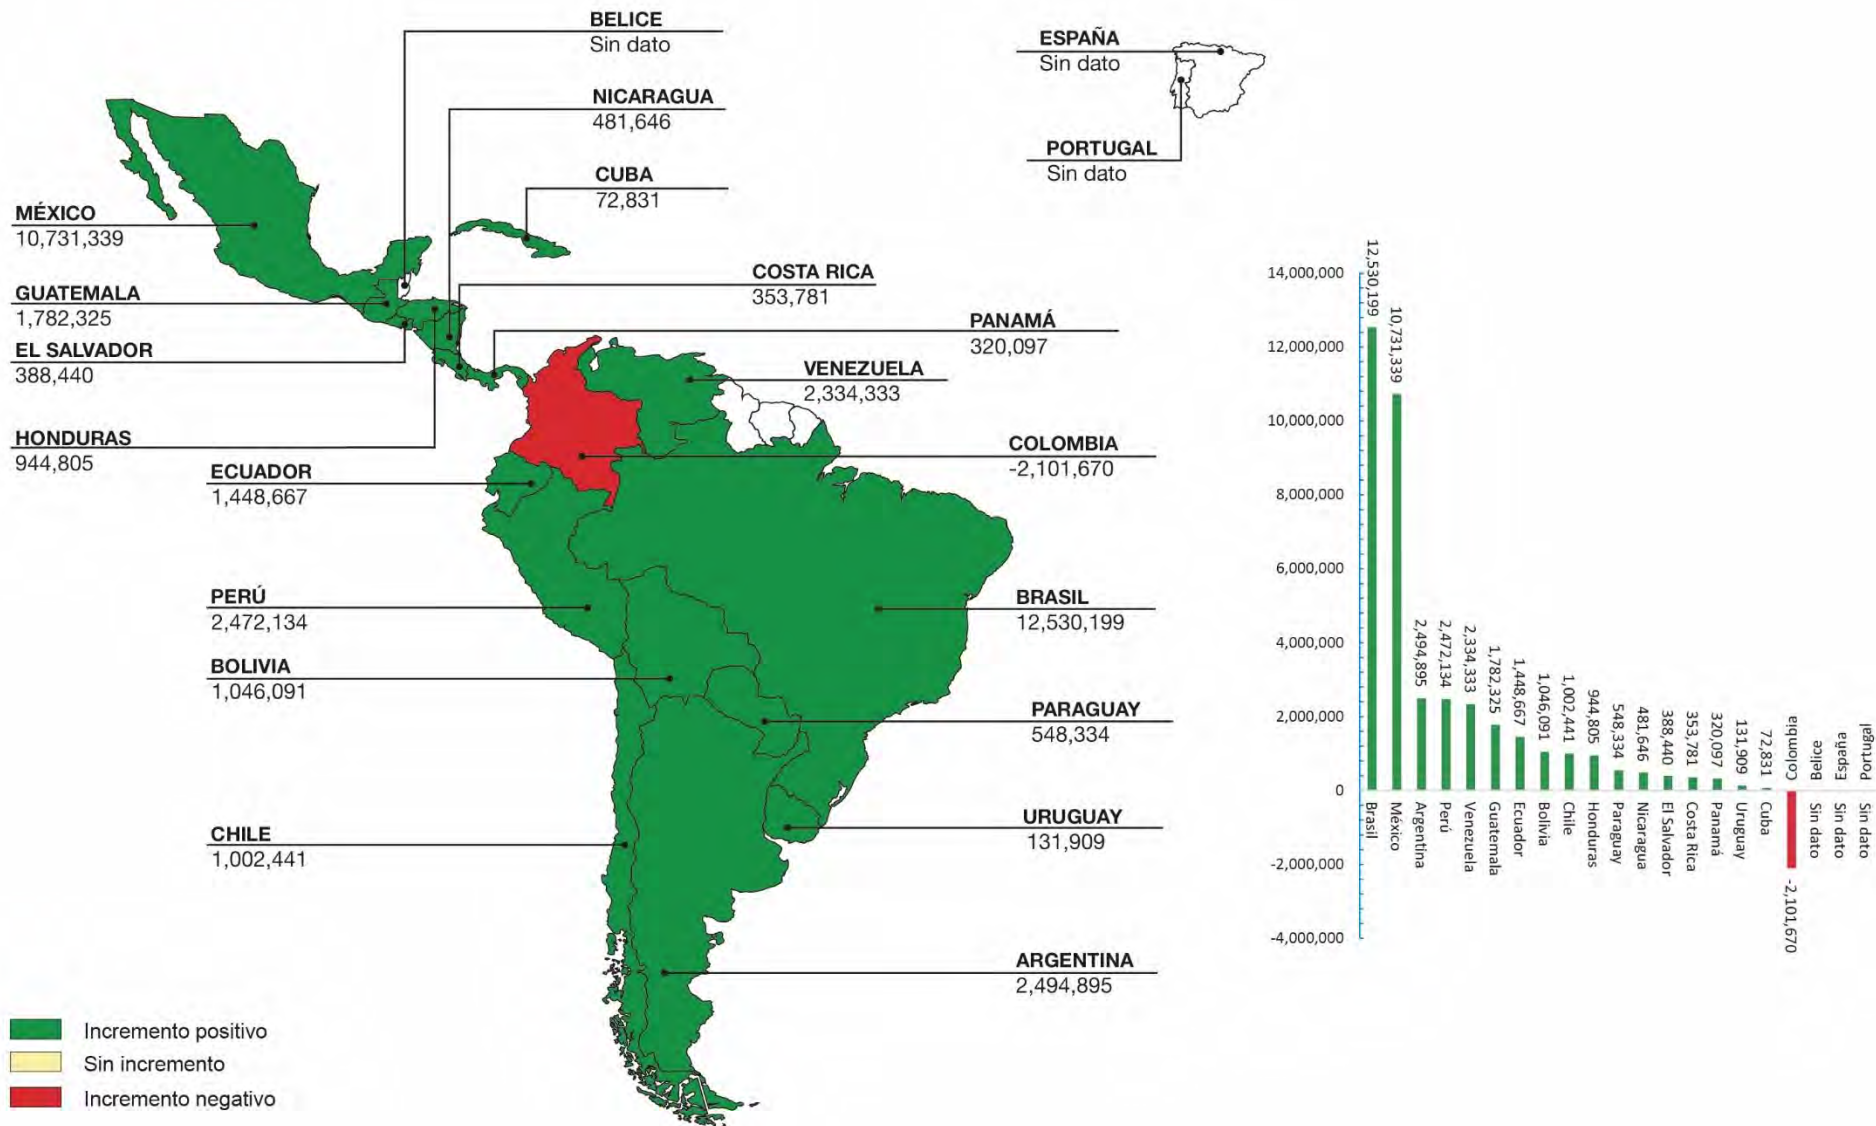 BELICE
Sin dato
NICARAGUA
481,646
CUBA
72,831
ESPAÑA
Sin dato
PORTUGAL
Sin dato
MÉXICO
10,731,339
GUATEMALA
1,782,325
EL SALVADOR
388,440
HONDURAS
944,805
COSTA RICA
353,781
PANAMÁ
320,097
VENEZUELA
2,334,333
COLOMBIA
-2,101,670
ECUADOR
1,448,667
PERÚ
2,472,134
BOLIVIA
1,046,091
BRASIL
12,530,199
PARAGUAY
548,334
URUGUAY
131,909
CHILE
1,002,441
ARGENTINA
2,494,895
Incremento positivo
Sin incremento
Incremento negativo
14,000,000
12,000,000
10,000,000
8,000,000
6,000,000
4,000,000
2,000,000
0
-2,000,000
-4,000,000
12,530,199
10,731,339
2,494,895
2,472,134
2,334,333
1,782,325
1,448,667
1,046,091
1,002,441
944,805
548,334
481,646
388,440
353,781
320,097
131,909
72,831
-2,101,670
Brasil
México
Argentina
Perú
Venezuela
Guatemala
Ecuador
Bolivia
Chile
Honduras
Paraguay
Nicaragua
El Salvador
Costa Rica
Panamá
Uruguay
Cuba
Colombia
Belice
Sin dato
España
Sin dato
Portugal
Sin dato